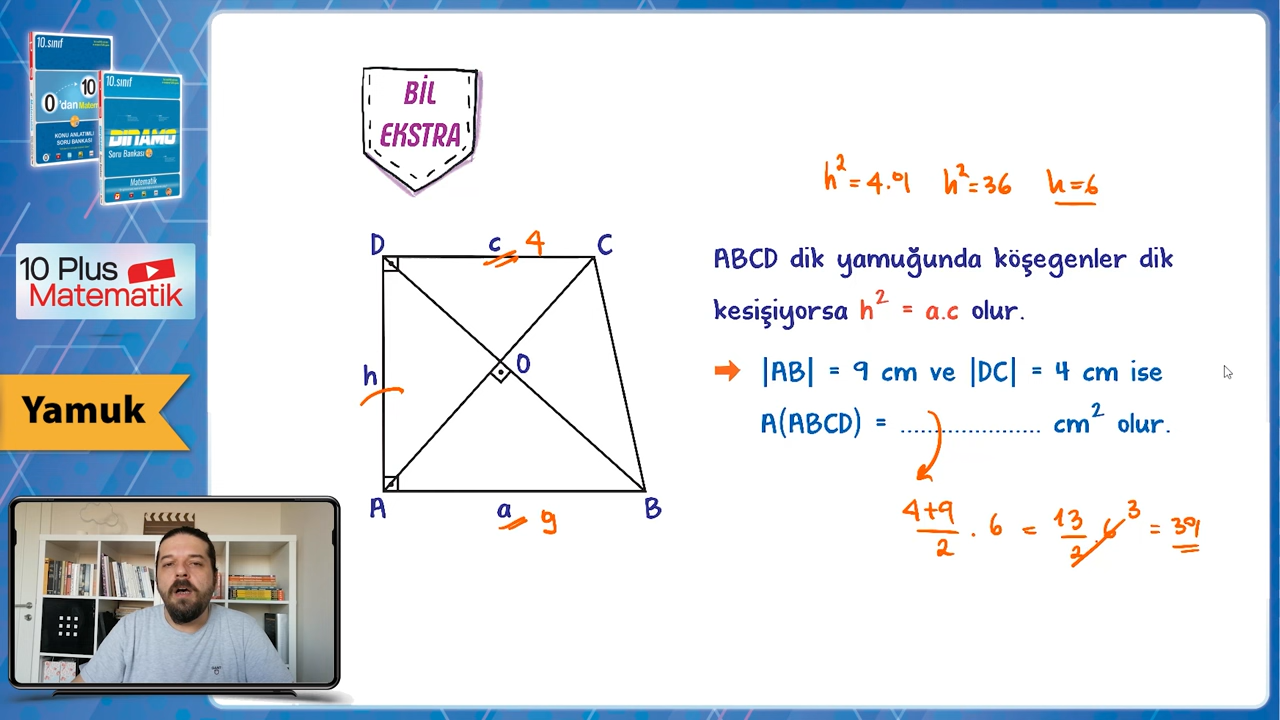 10.sınıf
0'dan 10
Matem
KONU ANLATIMLI
SORU BANKASI
10.sınıf
DİNAMO
Soru Bankası
Matematik
10 Plus
Matematik
Yamuk
BİL
EKSTRA
D c 4 C
h
O
A a 9 B
h² = 4.9 h² = 36 h = 6
ABCD dik yamuğunda köşegenler dik
kesişiyorsa h² = a.c olur.
➡ |AB| = 9 cm ve |DC| = 4 cm ise
A(ABCD) = ..................... cm² olur.
4+9/2 . 6 = 13/2 . 6 3 = 39